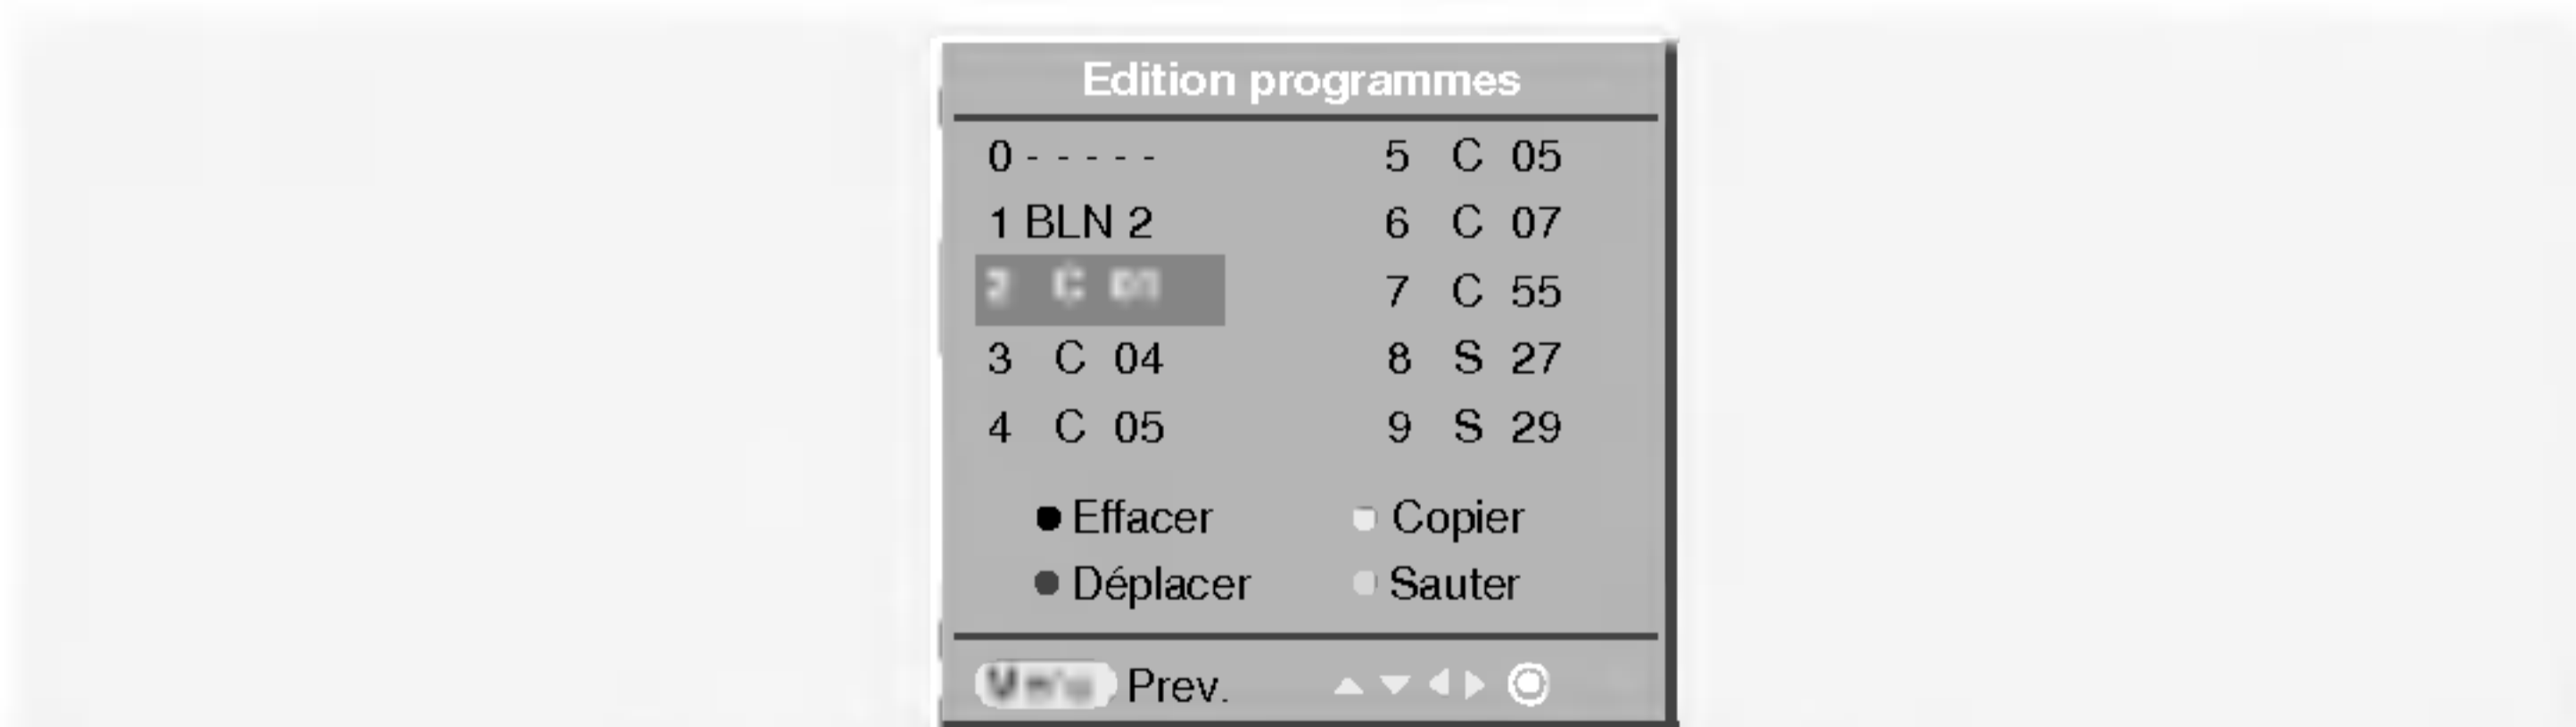 Edition programmes
0 - - - - - 5 C 05
1 BLN 2 6 C 07
2 C 7 C 55
3 C 04 8 S 27
4 C 05 9 S 29
Effacer Copier
Déplacer Sauter
Prev.